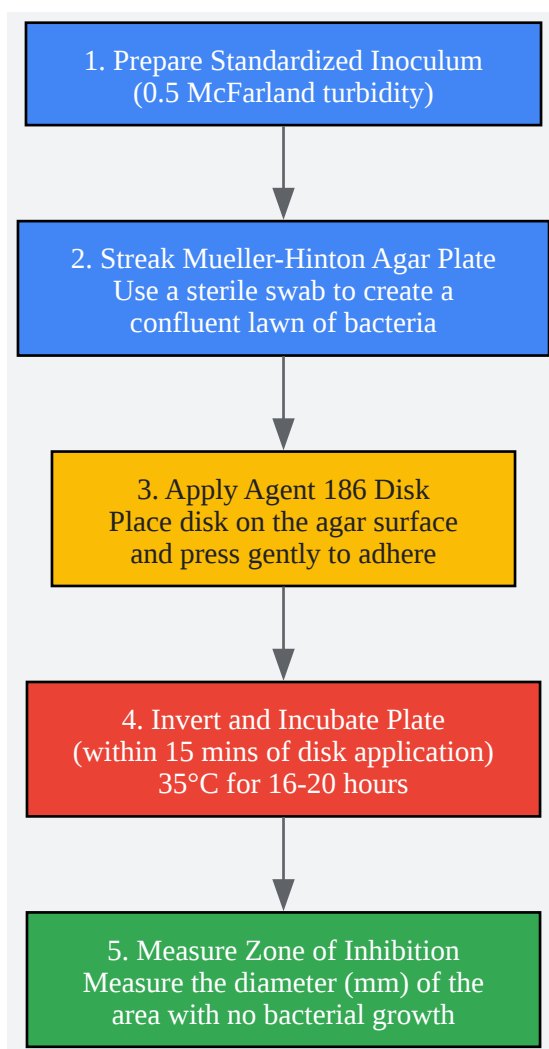 1. Prepare Standardized Inoculum
(0.5 McFarland turbidity)
2. Streak Mueller-Hinton Agar Plate
Use a sterile swab to create a
confluent lawn of bacteria
3. Apply Agent 186 Disk
Place disk on the agar surface
and press gently to adhere
4. Invert and Incubate Plate
(within 15 mins of disk application)
35°C for 16-20 hours
5. Measure Zone of Inhibition
Measure the diameter (mm) of the
area with no bacterial growth